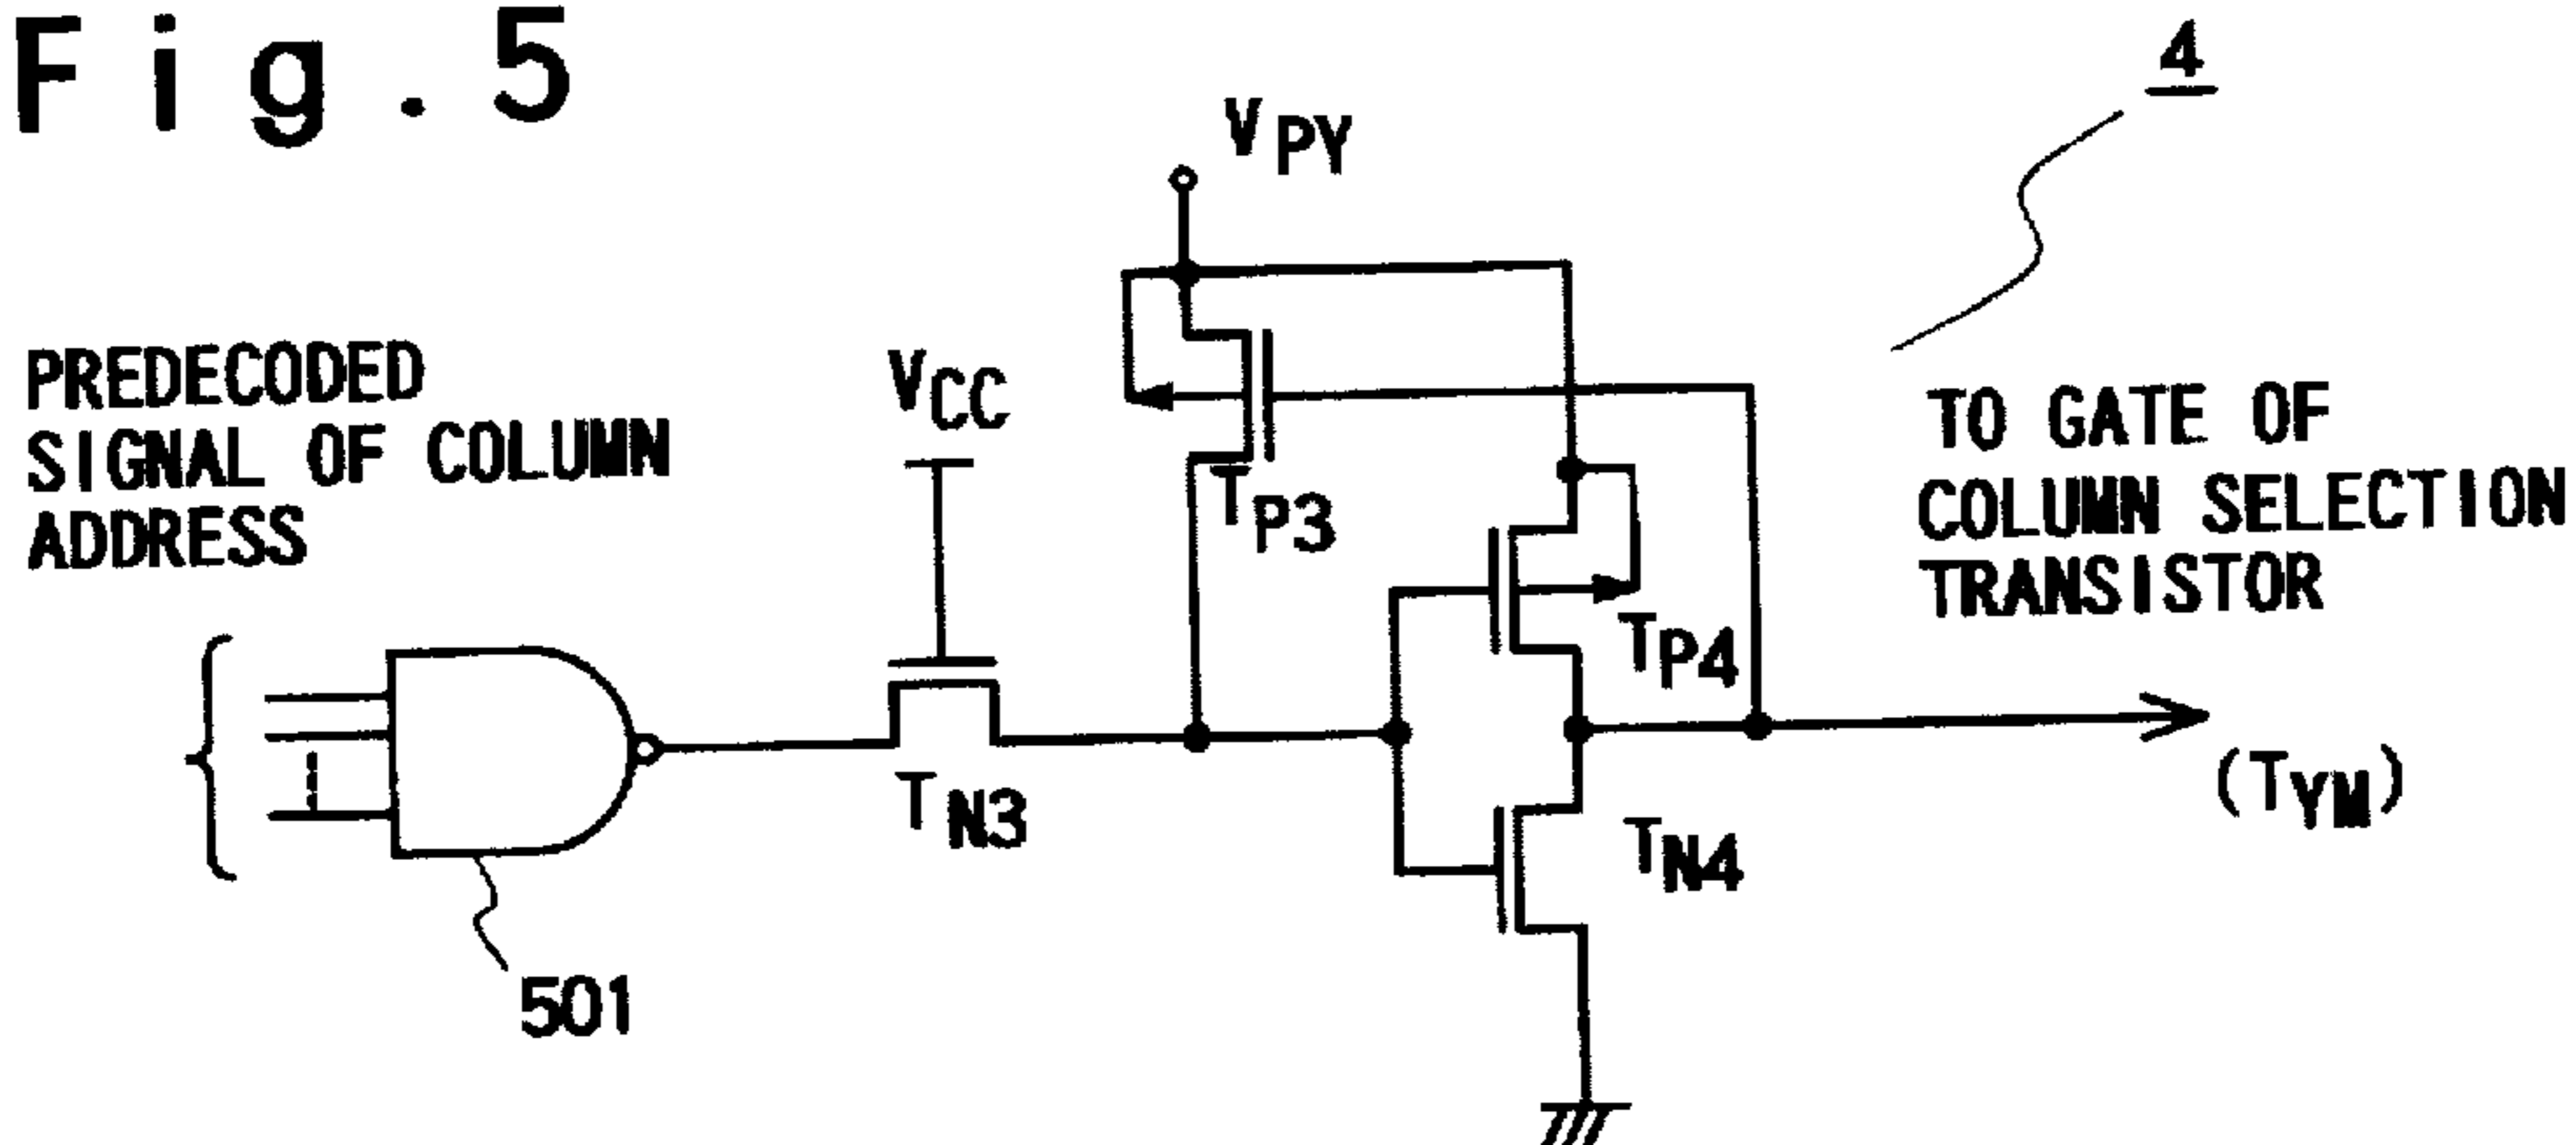 Fig.5
4
VPY
PREDECODED
SIGNAL OF COLUMN
ADDRESS
VCC
TO GATE OF
COLUMN SELECTION
TRANSISTOR
TP3
TP4
TN3
TN4
(TYM)
501